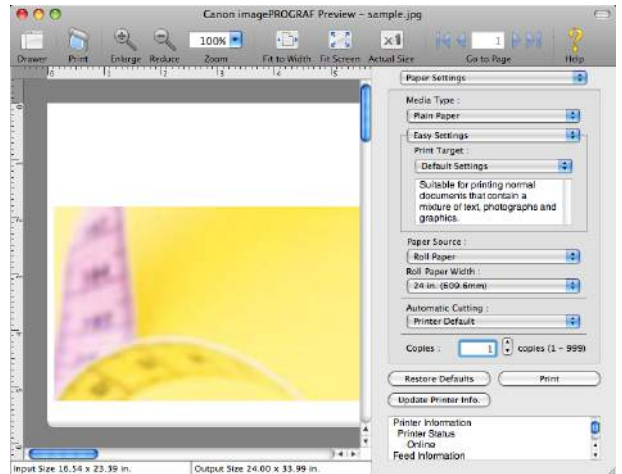 Canon imagePROGRAF Preview – sample.jpg
100%
1
Drawer Print Enlarge Reduce Zoom Fit to Width Fit Screen Actual Size Go to Page Help
Paper Settings
Media Type :
Plain Paper
Easy Settings
Print Target :
Default Settings
Suitable for printing normal
documents that contain a
mixture of text, photographs and
graphics.
Paper Source :
Roll Paper
Roll Paper Width :
24 in. (609.6mm)
Automatic Cutting :
Printer Default
Copies : 1 copies (1 – 999)
Restore Defaults Print
Update Printer Info.
Printer Information
Printer Status
Online
Feed Information
Input Size 16.54 x 23.39 in. Output Size 24.00 x 33.99 in.